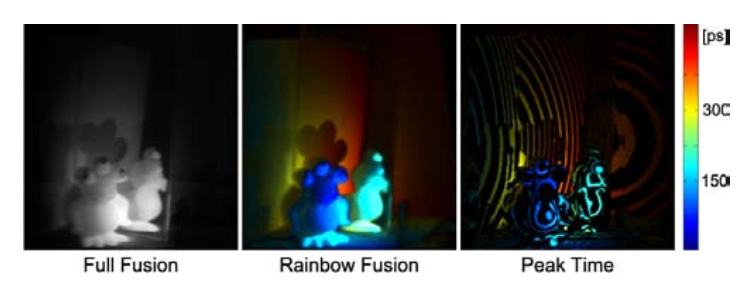 [ps]
300
150
Full Fusion
Rainbow Fusion
Peak Time